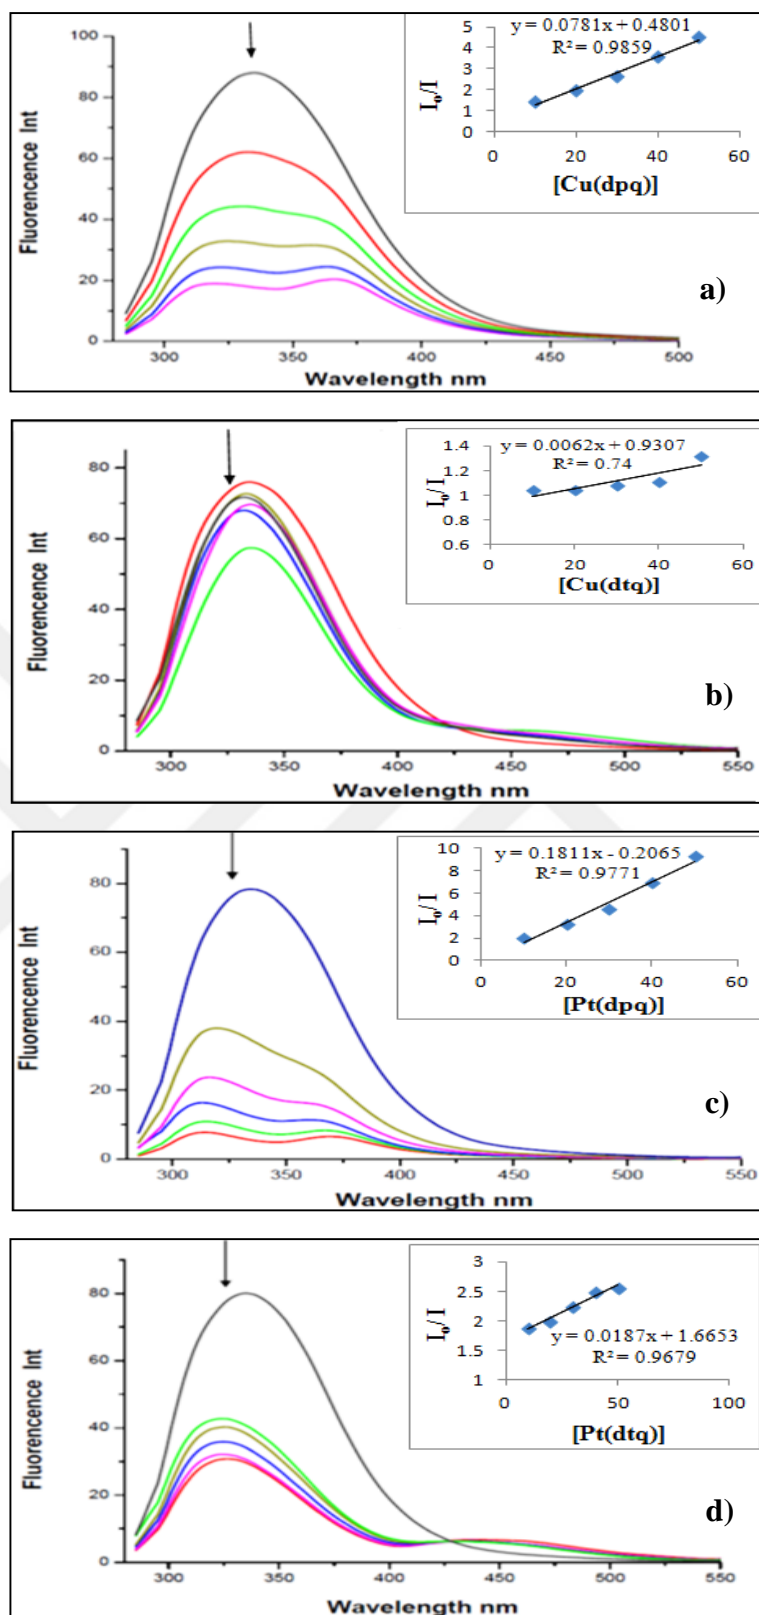 y = 0.0781x + 0.4801
R² = 0.9859
I₀/I
5
4
3
2
1
0
0 20 40 60
[Cu(dpq)]
Fluorencence Int
100
80
60
40
20
0
300 350 400 450 500
Wavelength nm
a)
y = 0.0062x + 0.9307
R² = 0.74
I₀/I
1.4
1.2
1
0.8
0.6
0 20 40 60
[Cu(dtq)]
Fluorencence Int
80
60
40
20
0
300 350 400 450 500 550
Wavelength nm
b)
y = 0.1811x - 0.2065
R² = 0.9771
I₀/I
10
8
6
4
2
0
0 20 40 60
[Pt(dpq)]
Fluorencence Int
80
60
40
20
0
300 350 400 450 500 550
Wavelength nm
c)
I₀/I
3
2.5
2
1.5
1
y = 0.0187x + 1.6653
R² = 0.9679
0 50 100
[Pt(dtq)]
Fluorencence Int
80
60
40
20
0
300 350 400 450 500 550
Wavelength nm
d)